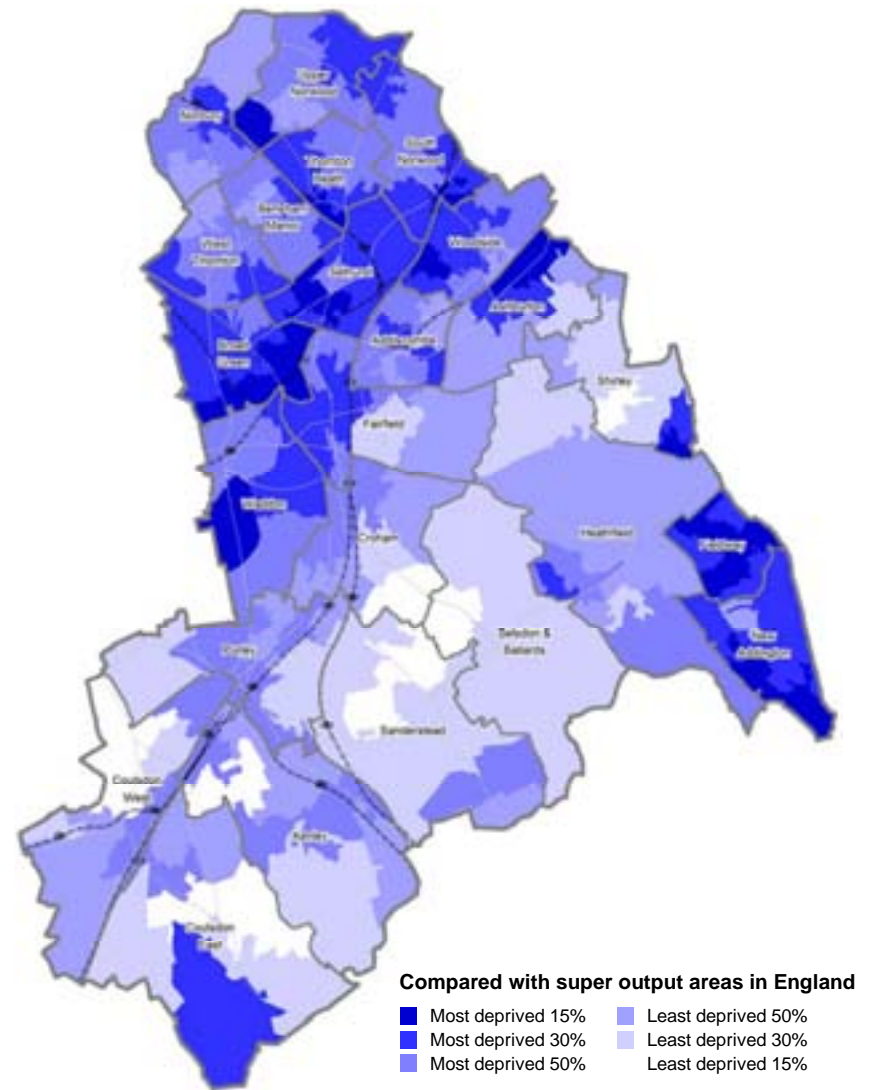 Upper
Norwood
Norbury
South
Norwood
Thornton
Heath
Bensham
Manor
Woodside
West
Thornton
Selhurst
Ashburton
Broad
Green
Addiscombe
Shirley
Fairfield
Waddon
Croham
Heathfield
Fieldway
Selsdon &
Ballards
New
Addington
Purley
Sanderstead
Coulsdon
West
Kenley
Coulsdon
East
Compared with super output areas in England
Most deprived 15%
Most deprived 30%
Most deprived 50%
Least deprived 50%
Least deprived 30%
Least deprived 15%